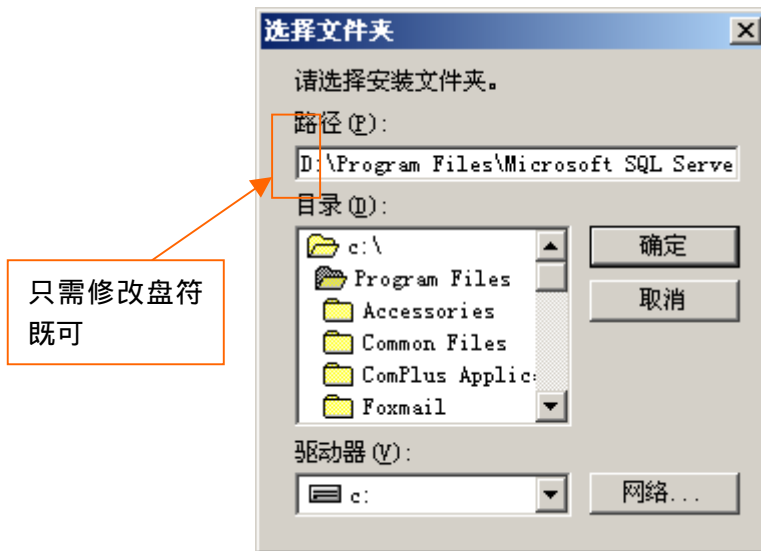 选择文件夹
请选择安装文件夹。
路径(P):
D:\Program Files\Microsoft SQL Serve
目录(D):
c:\
确定
Program Files
取消
只需修改盘符
既可
Accessories
Common Files
ComPlus Applic
Foxmail
驱动器(V):
c:
网络...